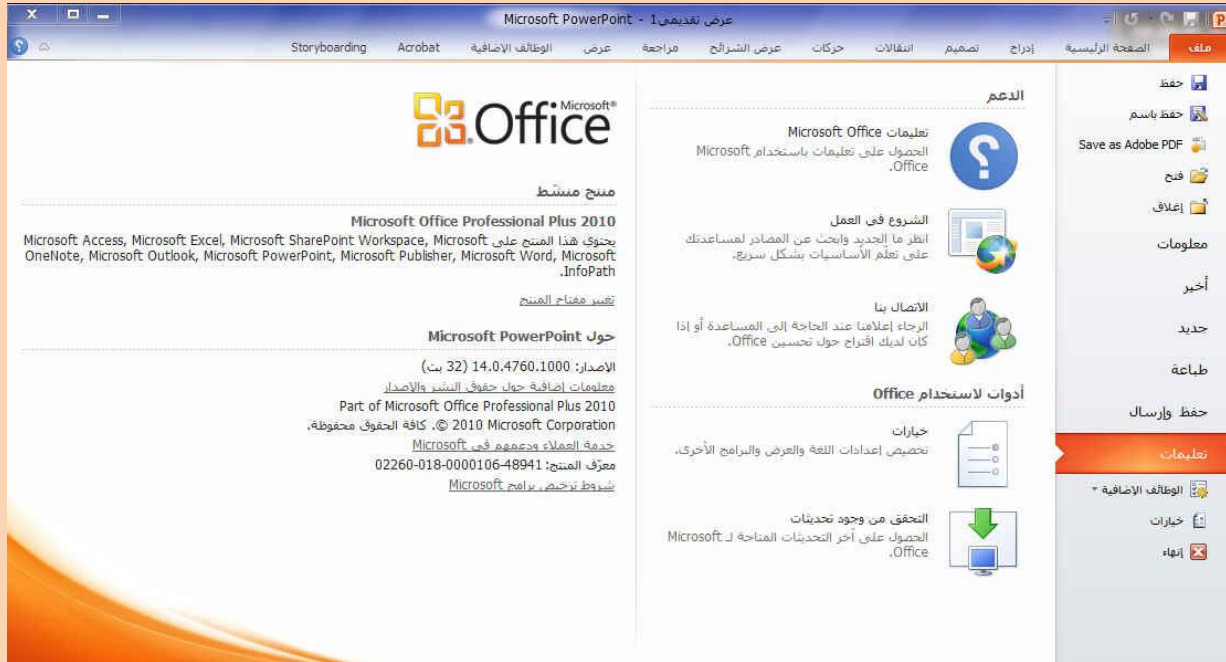 عرض تقديمي1 - Microsoft PowerPoint
ملف
الصفحة الرئيسية
إدراج
تصميم
انتقالات
حركات
عرض الشرائح
مراجعة
عرض
الوظائف الإضافية
Acrobat
Storyboarding
حفظ
حفظ باسم
Save as Adobe PDF
فتح
إغلاق
معلومات
أخير
جديد
طباعة
حفظ وإرسال
تعليمات
الوظائف الإضافية
خيارات
إنهاء
الدعم
تعليمات Microsoft Office
الحصول على تعليمات باستخدام Microsoft
Office.
الشروع في العمل
انظر ما الجديد وابحث عن المصادر لمساعدتك
على تعلّم الأساسيات بشكل سريع.
الاتصال بنا
الرجاء إعلامنا عند الحاجة إلى المساعدة أو إذا
كان لديك اقتراح حول تحسين Office.
أدوات لاستخدام Office
خيارات
تخصيص إعدادات اللغة والعرض والبرامج الأخرى.
التحقق من وجود تحديثات
الحصول على آخر التحديثات المتاحة لـ Microsoft
Office.
Microsoft®
Office
منتج منشّط
Microsoft Office Professional Plus 2010
يحتوي هذا المنتج على Microsoft Access, Microsoft Excel, Microsoft SharePoint Workspace, Microsoft
OneNote, Microsoft Outlook, Microsoft PowerPoint, Microsoft Publisher, Microsoft Word, Microsoft
InfoPath.
تغيير مفتاح المنتج
حول Microsoft PowerPoint
الاصدار: 14.0.4760.1000 (32 بت)
معلومات إضافية حول حقوق النشر والإصدار
Part of Microsoft Office Professional Plus 2010
© 2010 Microsoft Corporation. كافة الحقوق محفوظة.
خدمة العملاء ودعمهم في Microsoft
معرّف المنتج: 02260-018-0000106-48941
شروط ترخيص برامج Microsoft